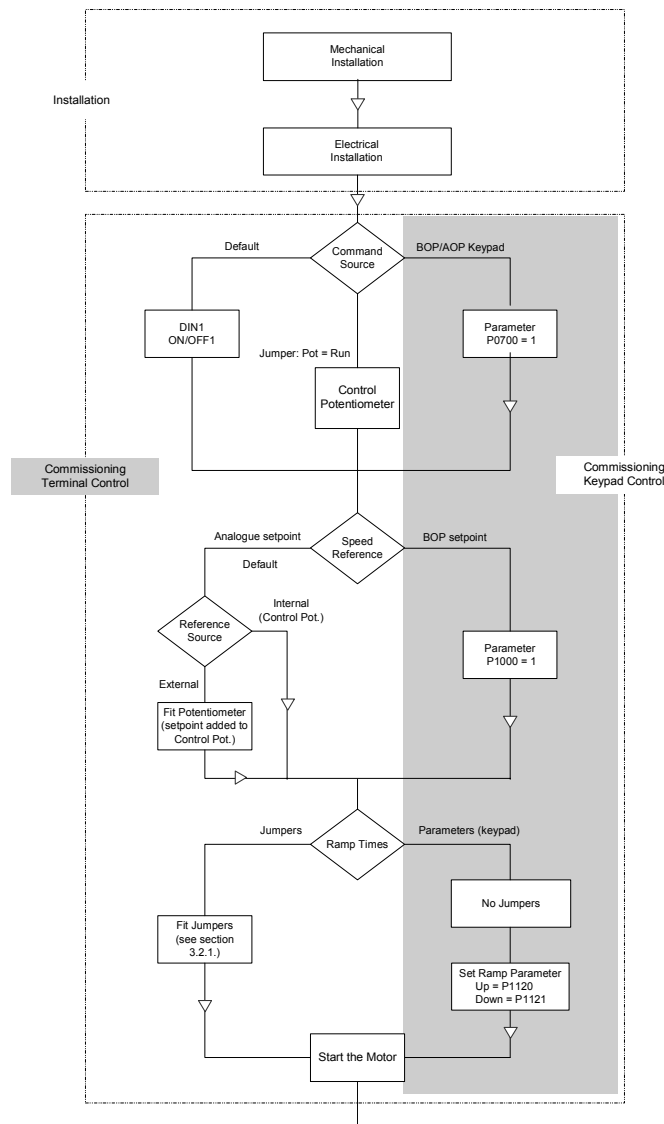 Mechanical
Installation
Installation
Electrical
Installation
Default
Command
Source
BOP/AOP Keypad
DIN1
ON/OFF1
Parameter
P0700 = 1
Jumper: Pot = Run
Control
Potentiometer
Commissioning
Terminal Control
Commissioning
Keypad Control
Analogue setpoint
Default
Speed
Reference
BOP setpoint
Reference
Source
Internal
(Control Pot.)
Parameter
P1000 = 1
External
Fit Potentiometer
(setpoint added to
Control Pot.)
Jumpers
Ramp Times
Parameters (keypad)
No Jumpers
Fit Jumpers
(see section
3.2.1.)
Set Ramp Parameter
Up = P1120
Down = P1121
Start the Motor